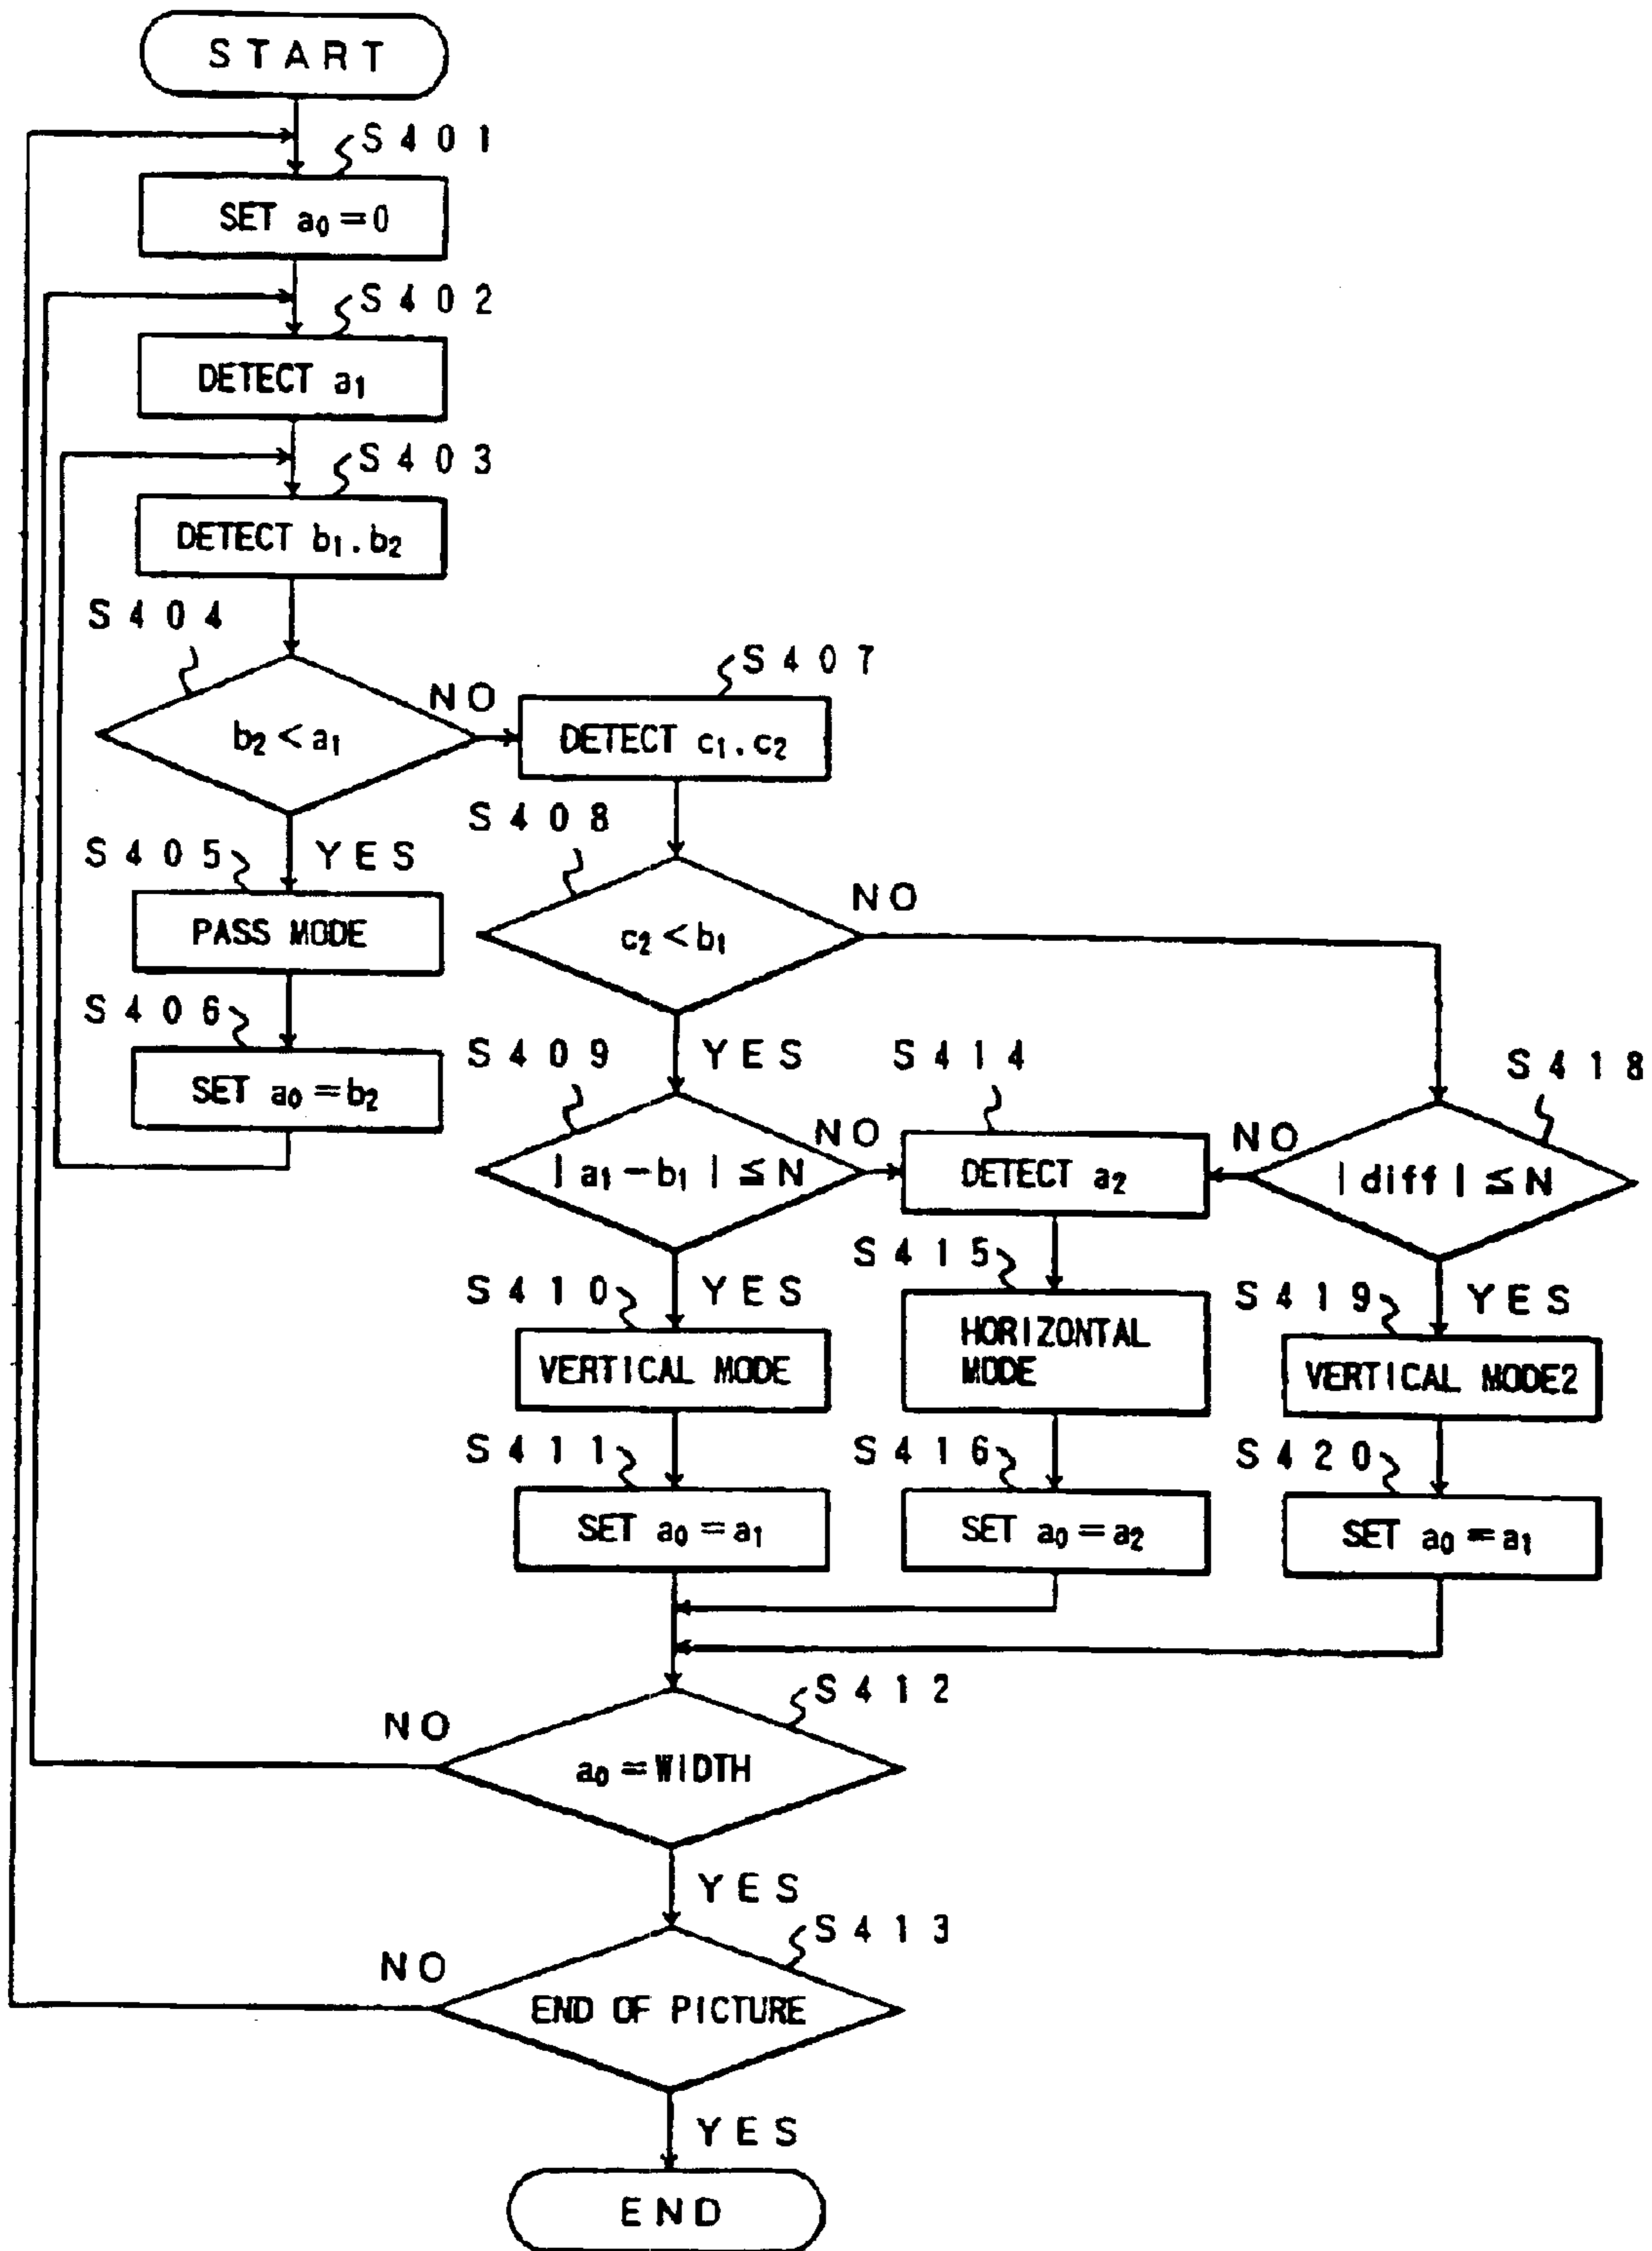 START
S401
SET a₀=0
S402
DETECT a₁
S403
DETECT b₁.b₂
S404
b₂<a₁
NO
S407
DETECT c₁.c₂
YES
S405
PASS MODE
S406
SET a₀=b₂
S408
c₂<b₁
NO
YES
S409
|a₁−b₁|≦N
NO
S414
DETECT a₂
S418
NO
|diff|≦N
YES
S410
VERTICAL MODE
S415
HORIZONTAL
MODE
YES
S419
VERTICAL MODE2
S411
SET a₀=a₁
S416
SET a₀=a₂
S420
SET a₀=a₁
S412
NO
a₀=WIDTH
YES
S413
NO
END OF PICTURE
YES
END